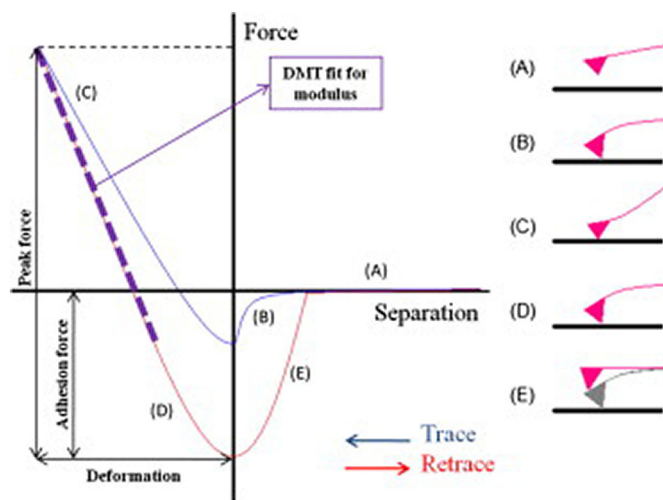 Force
(A)
(C)
DMT fit for
modulus
(B)
Peak force
(C)
(A)
Separation
(B)
Adhesion force
(D)
(E)
(D)
(E)
Trace
Retrace
Deformation